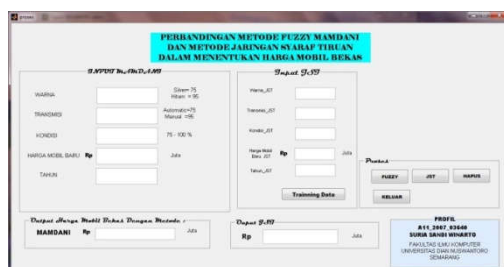 PERBANDINGAN METODE FUZZY MAMDANI
DAN METODE JARINGAN SYARAF TIRUAN
DALAM MENENTUKAN HARGA MOBIL BEKAS
INPUT MAMDANI
WARNA
Silver= 75
Hitam = 95
TRANSMISI
Automatic=75
Manual =95
KONDISI
75 - 100 %
HARGA MOBIL BARU Rp
Juta
TAHUN
Input JST
Warna_JST
Transmisi_JST
Kondisi_JST
Harga Mobil
Baru JST
Rp
Juta
Tahun_JST
Trainning Data
Proses
FUZZY
JST
HAPUS
KELUAR
Output Harga Mobil Bekas Dengan Metode :
MAMDANI Rp
Juta
Output JST
Rp
Juta
PROFIL
A11_2007_03648
SURIA SANDI WIHARTO
FAKULTAS ILMU KOMPUTER
UNIVERSITAS DIAN NUSWANTORO
SEMARANG